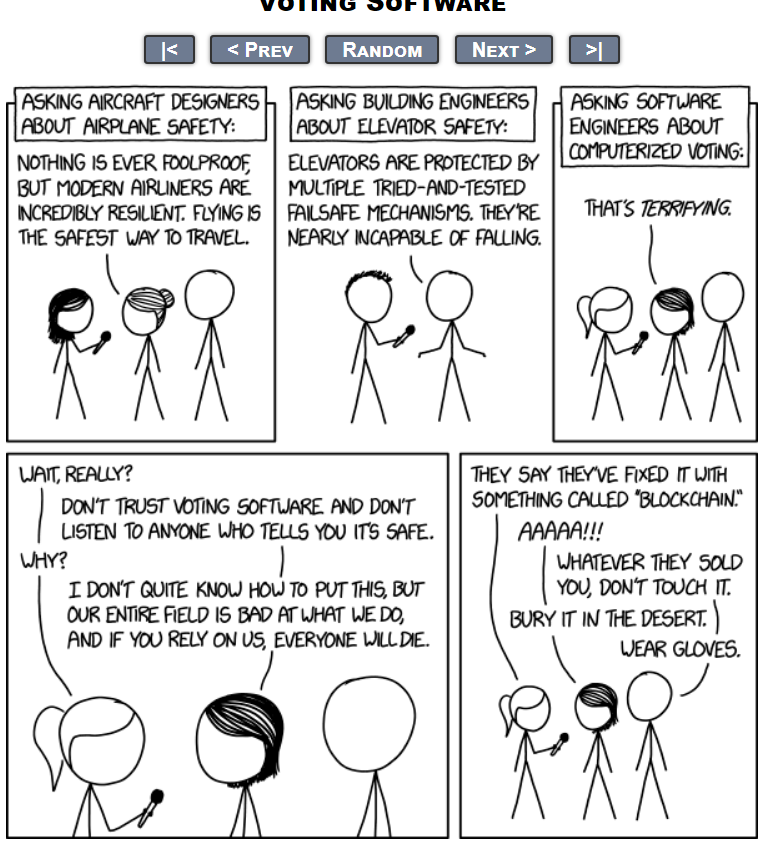 VOTING SOFTWARE
|< < PREV RANDOM NEXT > >|
ASKING AIRCRAFT DESIGNERS
ABOUT AIRPLANE SAFETY:
NOTHING IS EVER FOOLPROOF,
BUT MODERN AIRLINERS ARE
INCREDIBLY RESILIENT. FLYING IS
THE SAFEST WAY TO TRAVEL.
ASKING BUILDING ENGINEERS
ABOUT ELEVATOR SAFETY:
ELEVATORS ARE PROTECTED BY
MULTIPLE TRIED-AND-TESTED
FAILSAFE MECHANISMS. THEY'RE
NEARLY INCAPABLE OF FALLING.
ASKING SOFTWARE
ENGINEERS ABOUT
COMPUTERIZED VOTING:
THAT'S TERRIFYING.
WAIT, REALLY?
DON'T TRUST VOTING SOFTWARE AND DON'T
LISTEN TO ANYONE WHO TELLS YOU IT'S SAFE.
WHY?
I DON'T QUITE KNOW HOW TO PUT THIS, BUT
OUR ENTIRE FIELD IS BAD AT WHAT WE DO,
AND IF YOU RELY ON US, EVERYONE WILL DIE.
THEY SAY THEY'VE FIXED IT WITH
SOMETHING CALLED "BLOCKCHAIN."
AAAAA!!!
WHATEVER THEY SOLD
YOU, DON'T TOUCH IT.
BURY IT IN THE DESERT.
WEAR GLOVES.